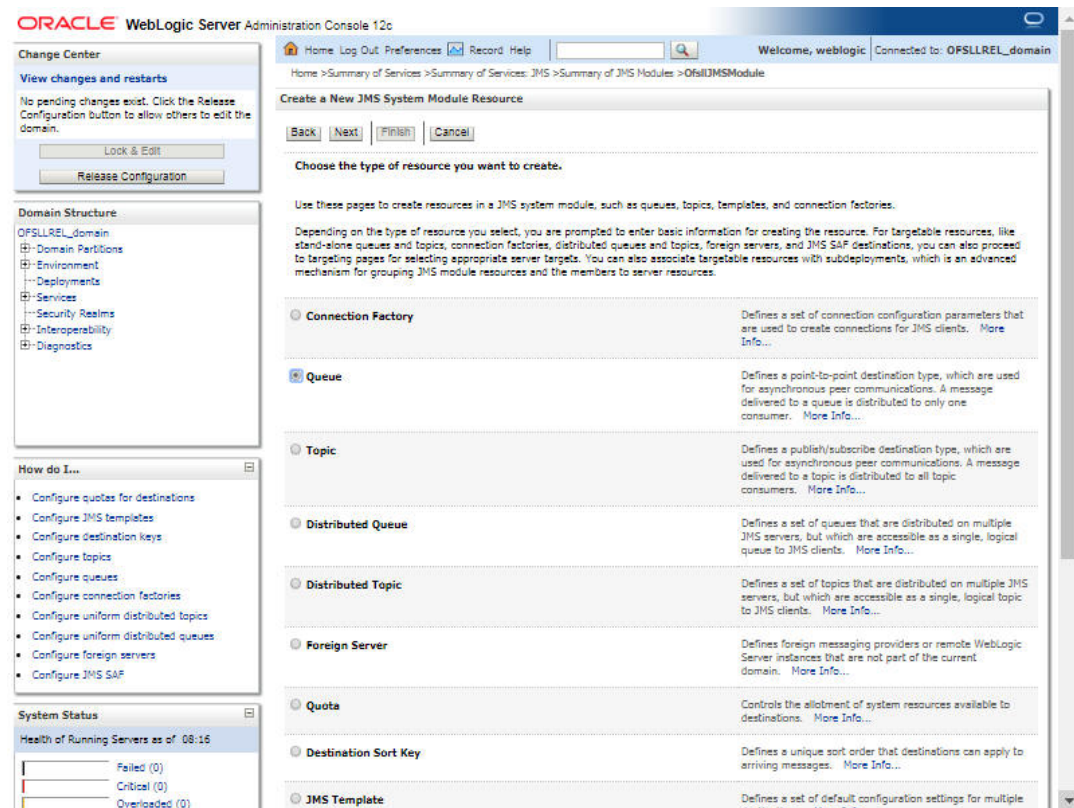 ORACLE® WebLogic Server Administration Console 12c
Change Center
View changes and restarts
No pending changes exist. Click the Release
Configuration button to allow others to edit the
domain.
Lock & Edit
Release Configuration
Domain Structure
OFSLLREL_domain
Domain Partitions
Environment
Deployments
Services
Security Realms
Interoperability
Diagnostics
How do I...
Configure quotas for destinations
Configure JMS templates
Configure destination keys
Configure topics
Configure queues
Configure connection factories
Configure uniform distributed topics
Configure uniform distributed queues
Configure foreign servers
Configure JMS SAF
System Status
Health of Running Servers as of 08:16
Failed (0)
Critical (0)
Overloaded (0)
Home Log Out Preferences Record Help
Welcome, weblogic Connected to: OFSLLREL_domain
Home >Summary of Services >Summary of Services: JMS >Summary of JMS Modules >OfsllJMSModule
Create a New JMS System Module Resource
Back Next Finish Cancel
Choose the type of resource you want to create.
Use these pages to create resources in a JMS system module, such as queues, topics, templates, and connection factories.
Depending on the type of resource you select, you are prompted to enter basic information for creating the resource. For targetable resources, like
stand-alone queues and topics, connection factories, distributed queues and topics, foreign servers, and JMS SAF destinations, you can also proceed
to targeting pages for selecting appropriate server targets. You can also associate targetable resources with subdeployments, which is an advanced
mechanism for grouping JMS module resources and the members to server resources.
Connection Factory
Defines a set of connection configuration parameters that
are used to create connections for JMS clients. More
Info...
Queue
Defines a point-to-point destination type, which are used
for asynchronous peer communications. A message
delivered to a queue is distributed to only one
consumer. More Info...
Topic
Defines a publish/subscribe destination type, which are
used for asynchronous peer communications. A message
delivered to a topic is distributed to all topic
consumers. More Info...
Distributed Queue
Defines a set of queues that are distributed on multiple
JMS servers, but which are accessible as a single, logical
queue to JMS clients. More Info...
Distributed Topic
Defines a set of topics that are distributed on multiple JMS
servers, but which are accessible as a single, logical topic
to JMS clients. More Info...
Foreign Server
Defines foreign messaging providers or remote WebLogic
Server instances that are not part of the current
domain. More Info...
Quota
Controls the allotment of system resources available to
destinations. More Info...
Destination Sort Key
Defines a unique sort order that destinations can apply to
arriving messages. More Info...
JMS Template
Defines a set of default configuration settings for multiple